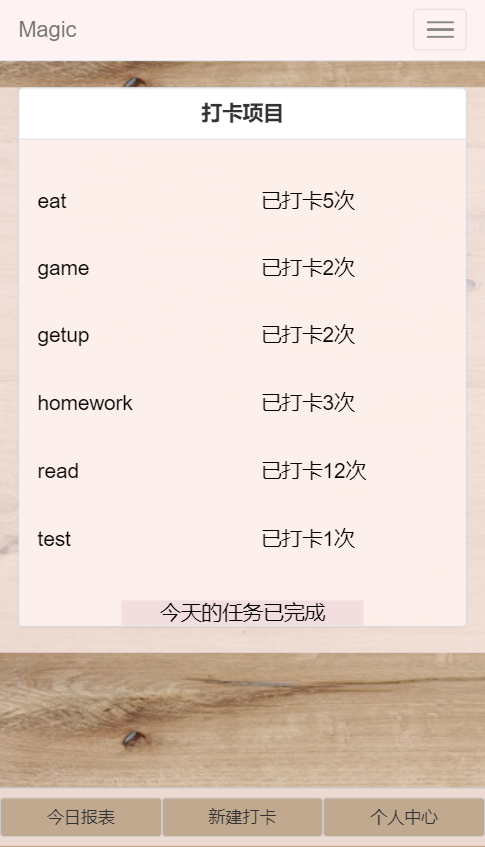 Magic
打卡项目
eat 已打卡5次
game 已打卡2次
getup 已打卡2次
homework 已打卡3次
read 已打卡12次
test 已打卡1次
今天的任务已完成
今日报表 新建打卡 个人中心